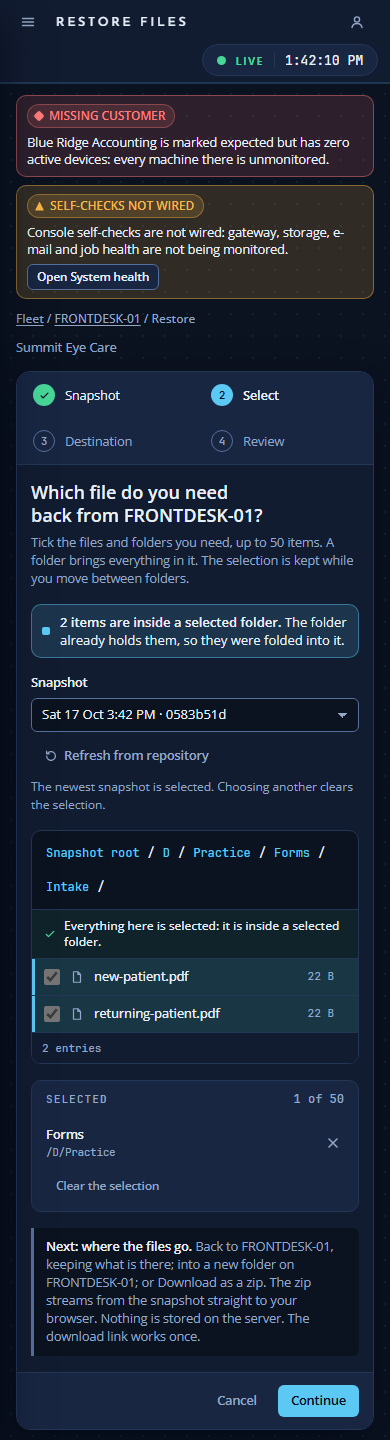 RESTORE FILES
LIVE 1:42:10 PM
MISSING CUSTOMER
Blue Ridge Accounting is marked expected but has zero
active devices: every machine there is unmonitored.
SELF-CHECKS NOT WIRED
Console self-checks are not wired: gateway, storage, e-
mail and job health are not being monitored.
Open System health
Fleet / FRONTDESK-01 / Restore
Summit Eye Care
Snapshot
2 Select
3 Destination
4 Review
Which file do you need
back from FRONTDESK-01?
Tick the files and folders you need, up to 50 items. A
folder brings everything in it. The selection is kept while
you move between folders.
2 items are inside a selected folder. The folder
already holds them, so they were folded into it.
Snapshot
Sat 17 Oct 3:42 PM · 0583b51d
Refresh from repository
The newest snapshot is selected. Choosing another clears
the selection.
Snapshot root / D / Practice / Forms /
Intake /
Everything here is selected: it is inside a selected
folder.
new-patient.pdf 22 B
returning-patient.pdf 22 B
2 entries
SELECTED 1 of 50
Forms
/D/Practice
Clear the selection
Next: where the files go. Back to FRONTDESK-01,
keeping what is there; into a new folder on
FRONTDESK-01; or Download as a zip. The zip
streams from the snapshot straight to your
browser. Nothing is stored on the server. The
download link works once.
Cancel Continue